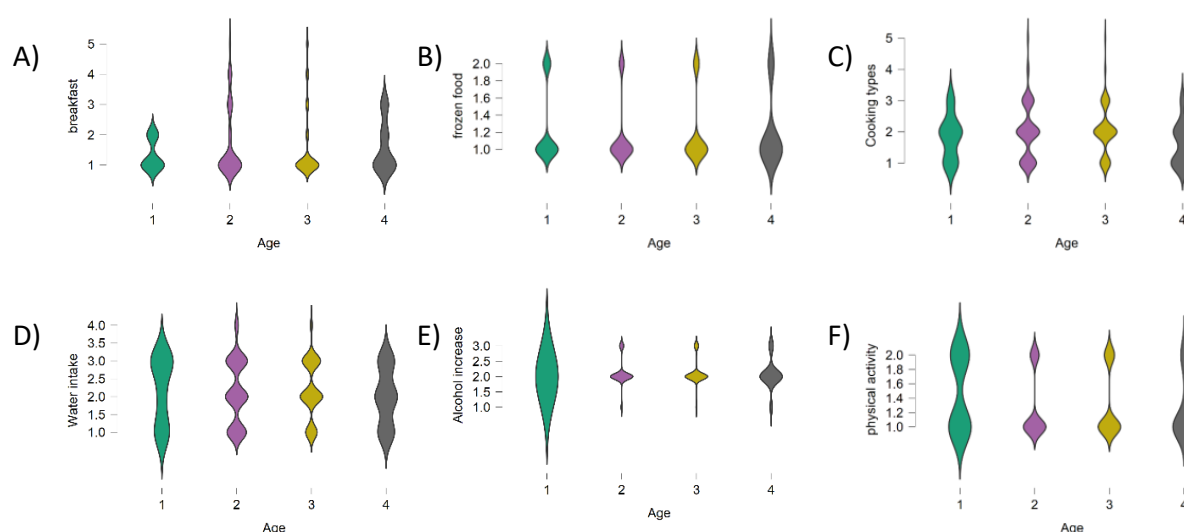 A)
breakfast
5
4
3
2
1
1 2 3 4
Age
B)
frozen food
2.0
1.8
1.6
1.4
1.2
1.0
1 2 3 4
Age
C)
Cooking types
5
4
3
2
1
1 2 3 4
Age
D)
Water intake
4.0
3.0
2.5
2.0
1.5
1.0
1 2 3 4
Age
E)
Alcohol increase
3.0
2.5
2.0
1.5
1.0
1 2 3 4
Age
F)
physical activity
2.0
1.8
1.6
1.4
1.2
1.0
1 2 3 4
Age